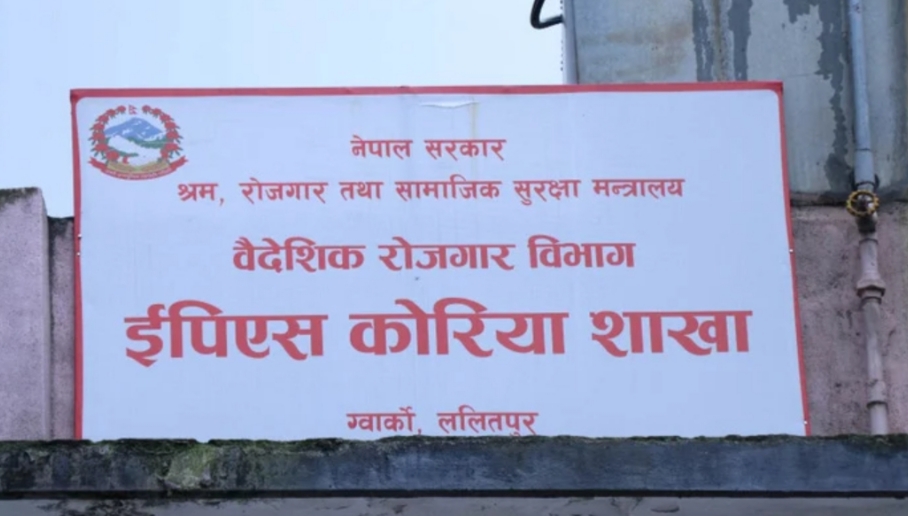 नेपाल सरकार
श्रम, रोजगार तथा सामाजिक सुरक्षा मन्त्रालय
वैदेशिक रोजगार विभाग
ईपिएस कोरिया शाखा
ग्वार्को, ललितपुर